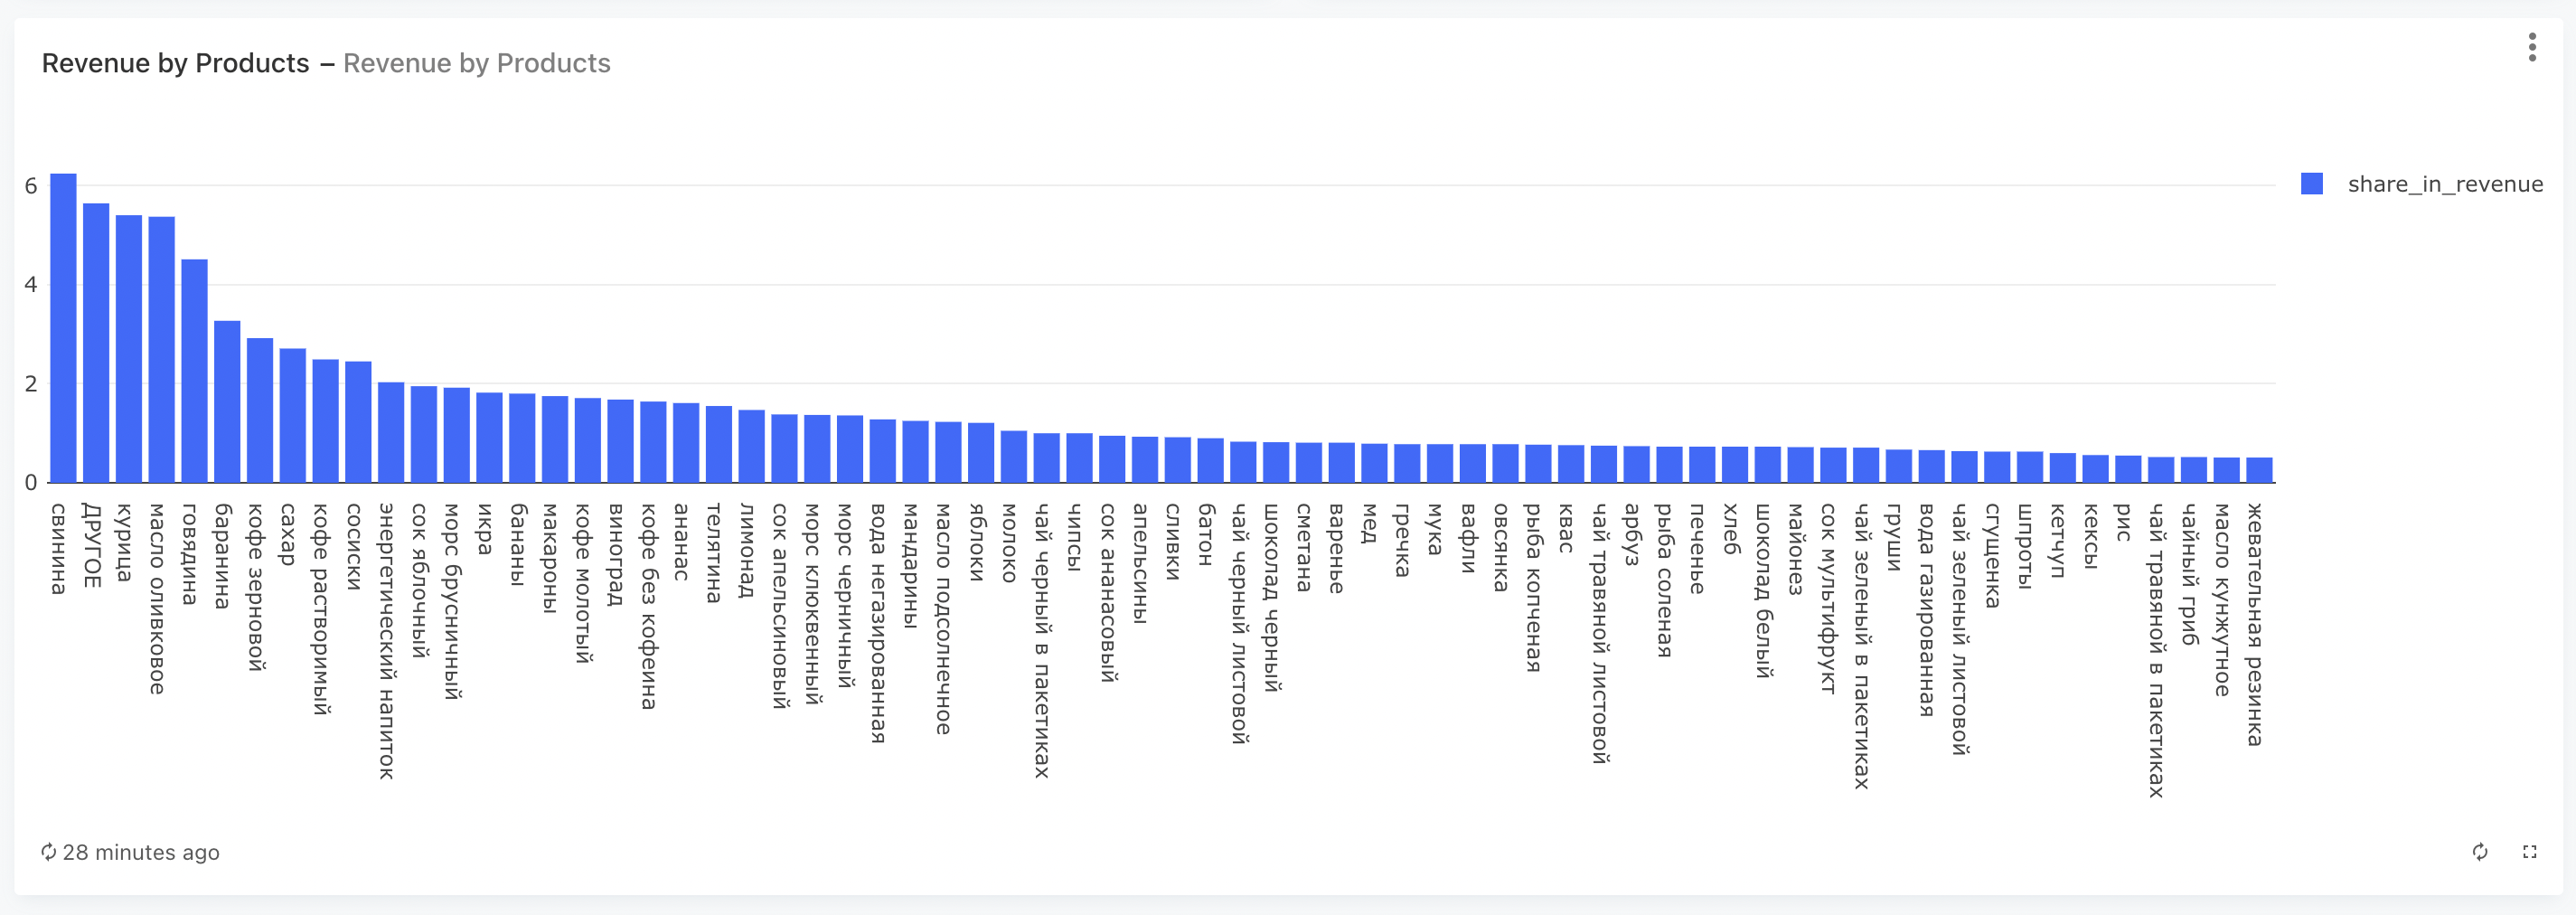 Revenue by Products – Revenue by Products
6
4
2
0
share_in_revenue
свинина
ДРУГОЕ
курица
масло оливковое
говядина
баранина
кофе зерновой
сахар
кофе растворимый
сосиски
энергетический напиток
сок яблочный
морс брусничный
икра
бананы
макароны
кофе молотый
виноград
кофе без кофеина
ананас
телятина
лимонад
сок апельсиновый
морс клюквенный
морс черничный
вода негазированная
мандарины
масло подсолнечное
яблоки
молоко
чай черный в пакетиках
чипсы
сок ананасовый
апельсины
сливки
батон
чай черный листовой
шоколад черный
сметана
варенье
мед
гречка
мука
вафли
овсянка
рыба копченая
квас
чай травяной листовой
арбуз
рыба соленая
печенье
хлеб
шоколад белый
майонез
сок мультифрукт
чай зеленый в пакетиках
груши
вода газированная
чай зеленый листовой
сгущенка
шпроты
кетчуп
кексы
рис
чай травяной в пакетиках
чайный гриб
масло кунжутное
жевательная резинка
28 minutes ago